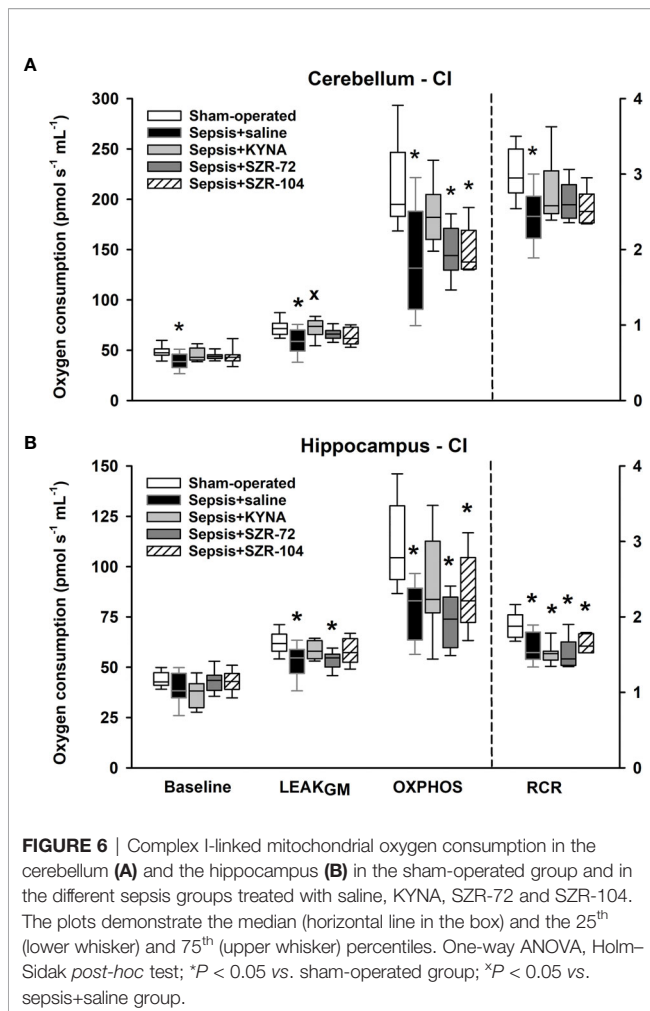 A
Cerebellum - CI
Oxygen consumption (pmol s⁻¹ mL⁻¹)
300
250
200
150
100
50
0
Sham-operated
Sepsis+saline
Sepsis+KYNA
Sepsis+SZR-72
Sepsis+SZR-104
*
*
x
*
*
*
*
4
3
2
1
0
B
Hippocampus - CI
Oxygen consumption (pmol s⁻¹ mL⁻¹)
150
125
100
75
50
25
0
Sham-operated
Sepsis+saline
Sepsis+KYNA
Sepsis+SZR-72
Sepsis+SZR-104
*
*
*
*
*
*
*
*
*
4
3
2
1
0
Baseline
LEAKGM
OXPHOS
RCR
FIGURE 6 | Complex I-linked mitochondrial oxygen consumption in the
cerebellum (A) and the hippocampus (B) in the sham-operated group and in
the different sepsis groups treated with saline, KYNA, SZR-72 and SZR-104.
The plots demonstrate the median (horizontal line in the box) and the 25th
(lower whisker) and 75th (upper whisker) percentiles. One-way ANOVA, Holm–
Sidak post-hoc test; *P < 0.05 vs. sham-operated group; xP < 0.05 vs.
sepsis+saline group.